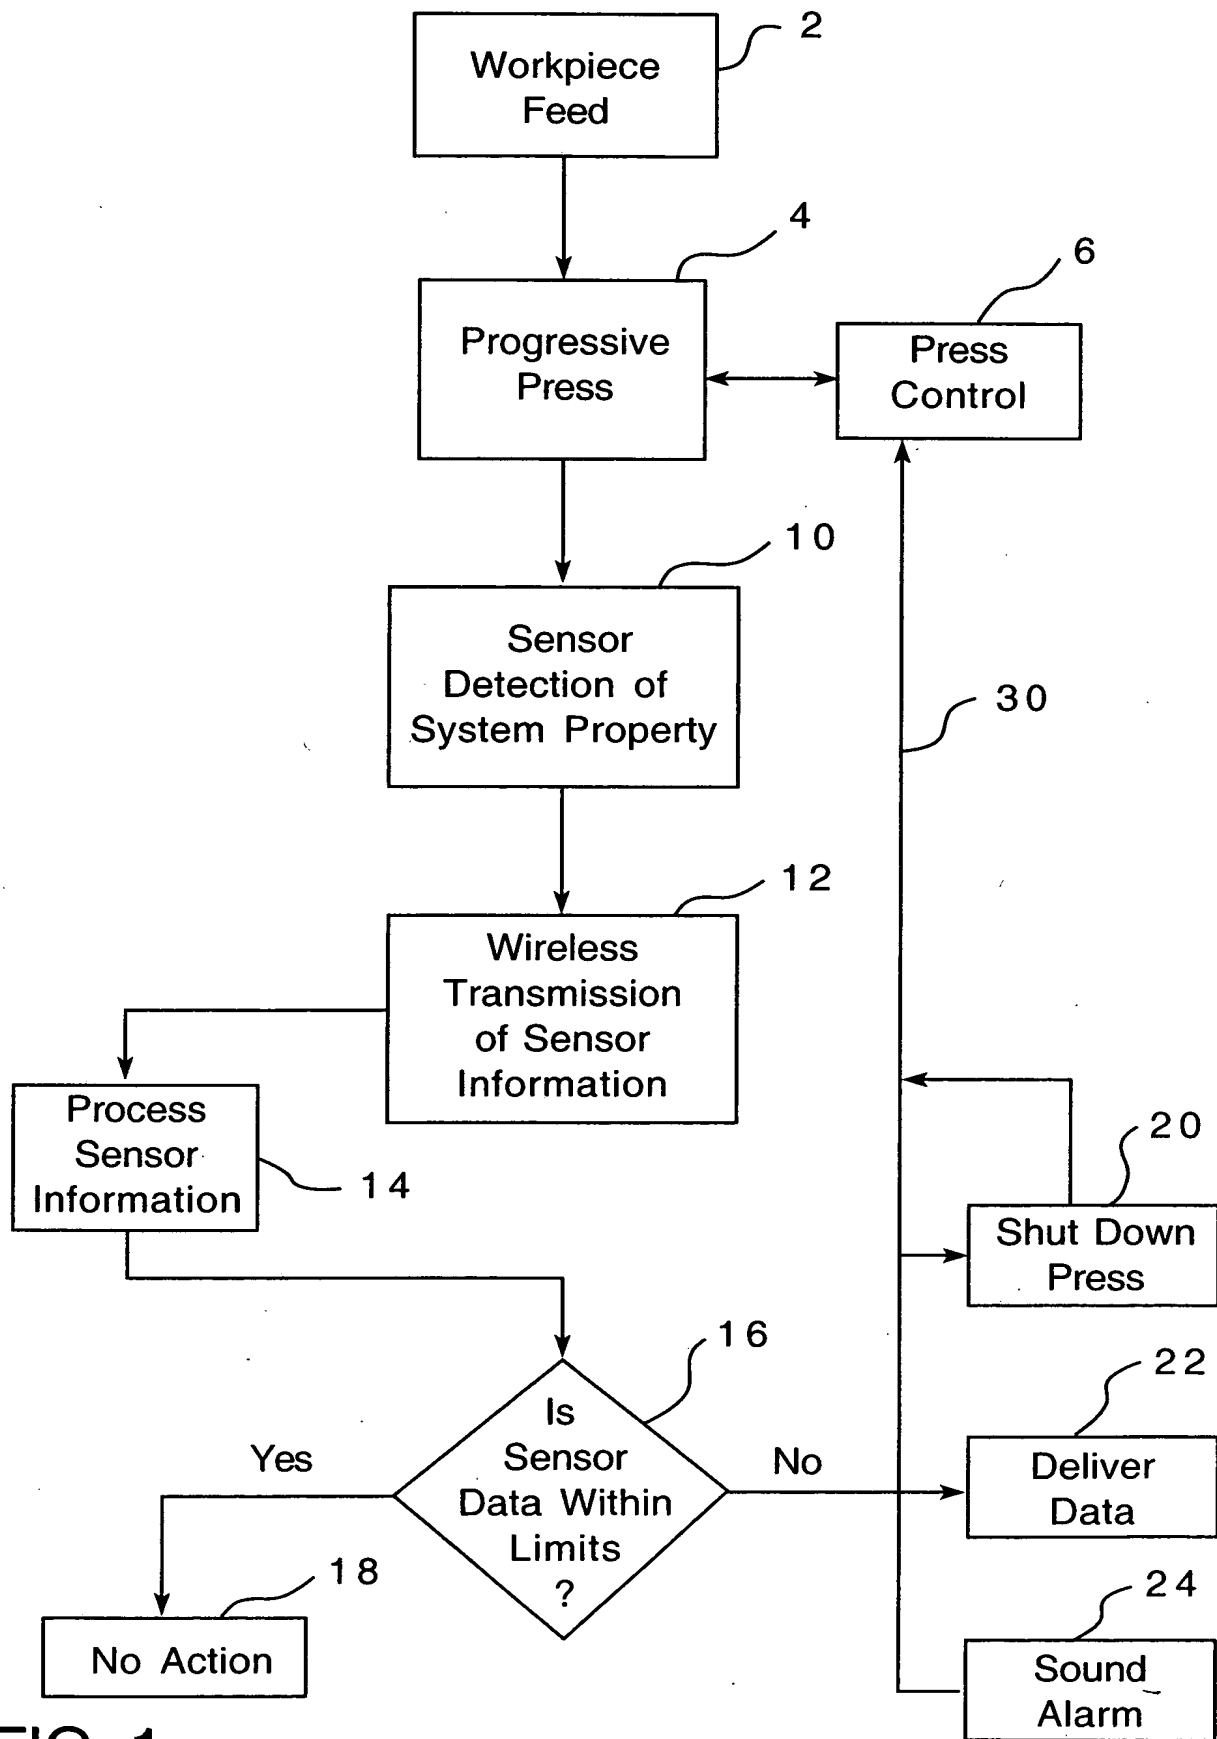 2
Workpiece
Feed
4
6
Progressive
Press
Press
Control
10
Sensor
Detection of
System Property
30
12
Wireless
Transmission
of Sensor
Information
Process
Sensor
Information
14
20
Shut Down
Press
16
22
Is
Sensor
Data Within
Limits
?
Yes
No
Deliver
Data
18
24
No Action
Sound
Alarm
FIG. 1